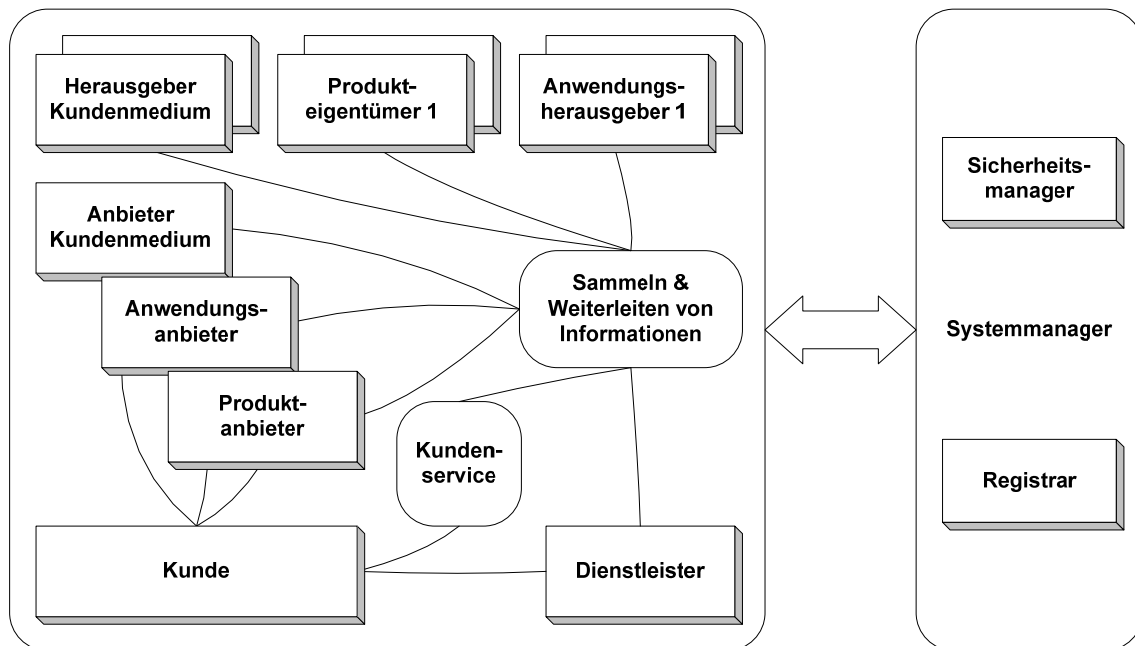 Herausgeber
Kundenmedium
Produkt-
eigentümer 1
Anwendungs-
herausgeber 1
Anbieter
Kundenmedium
Anwendungs-
anbieter
Produkt-
anbieter
Sammeln &
Weiterleiten von
Informationen
Kunden-
service
Kunde
Dienstleister
Sicherheits-
manager
Systemmanager
Registrar